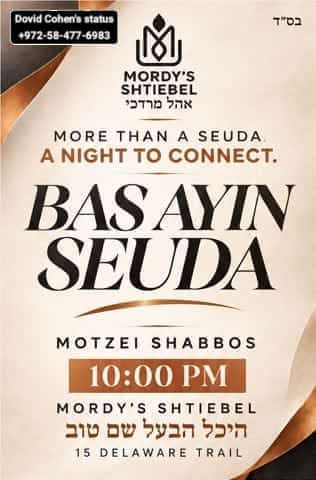 Dovid Cohen's status
+972-58-477-6983
בס"ד
MORDY'S
SHTIEBEL
אהל מרדכי
MORE THAN A SEUDA.
A NIGHT TO CONNECT.
BAS AYIN
SEUDA
MOTZEI SHABBOS
10:00 PM
MORDY'S SHTIEBEL
היכל הבעל שם טוב
15 DELAWARE TRAIL